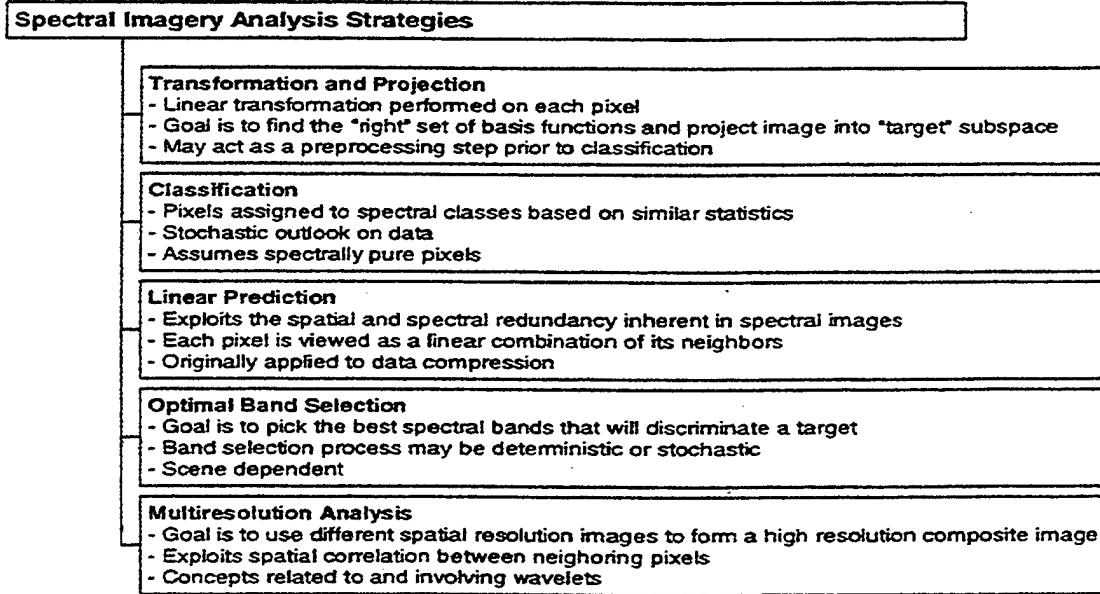 Spectral Imagery Analysis Strategies
Transformation and Projection
- Linear transformation performed on each pixel
- Goal is to find the "right" set of basis functions and project image into "target" subspace
- May act as a preprocessing step prior to classification
Classification
- Pixels assigned to spectral classes based on similar statistics
- Stochastic outlook on data
- Assumes spectrally pure pixels
Linear Prediction
- Exploits the spatial and spectral redundancy inherent in spectral images
- Each pixel is viewed as a linear combination of its neighbors
- Originally applied to data compression
Optimal Band Selection
- Goal is to pick the best spectral bands that will discriminate a target
- Band selection process may be deterministic or stochastic
- Scene dependent
Multiresolution Analysis
- Goal is to use different spatial resolution images to form a high resolution composite image
- Exploits spatial correlation between neighoring pixels
- Concepts related to and involving wavelets